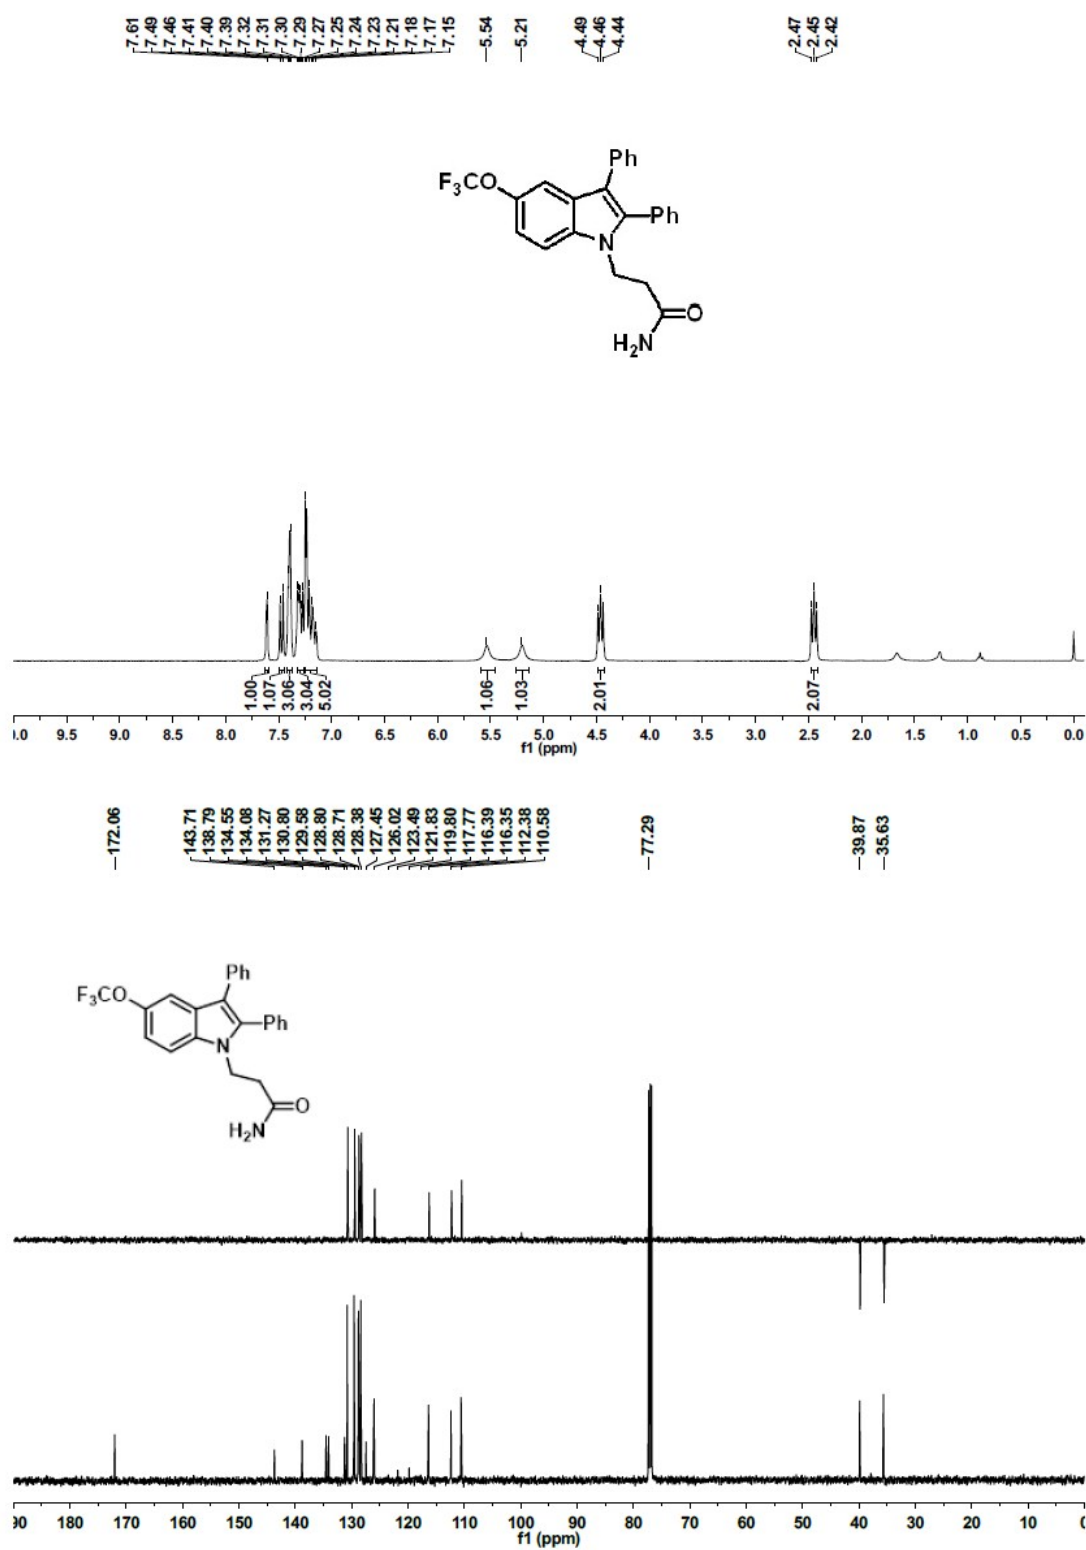 7.61 7.49 7.46 7.41 7.40 7.39 7.32 7.31 7.30 7.29 7.27 7.25 7.24 7.23 7.21 7.18 7.17 7.15 5.54 5.21 4.49 4.46 4.44 2.47 2.45 2.42
Ph
F3CO
Ph
N
O
H2N
1.00 1.07 3.06 3.04 5.02 1.06 1.03 2.01 2.07
0.0 9.5 9.0 8.5 8.0 7.5 7.0 6.5 6.0 5.5 5.0 4.5 4.0 3.5 3.0 2.5 2.0 1.5 1.0 0.5 0.0
f1 (ppm)
172.06 143.71 138.79 134.55 134.08 131.27 130.80 129.58 128.80 128.71 128.38 127.45 126.02 123.49 121.83 119.80 117.77 116.39 116.35 112.38 110.58 77.29 39.87 35.63
Ph
F3CO
Ph
N
O
H2N
90 180 170 160 150 140 130 120 110 100 90 80 70 60 50 40 30 20 10 0
f1 (ppm)